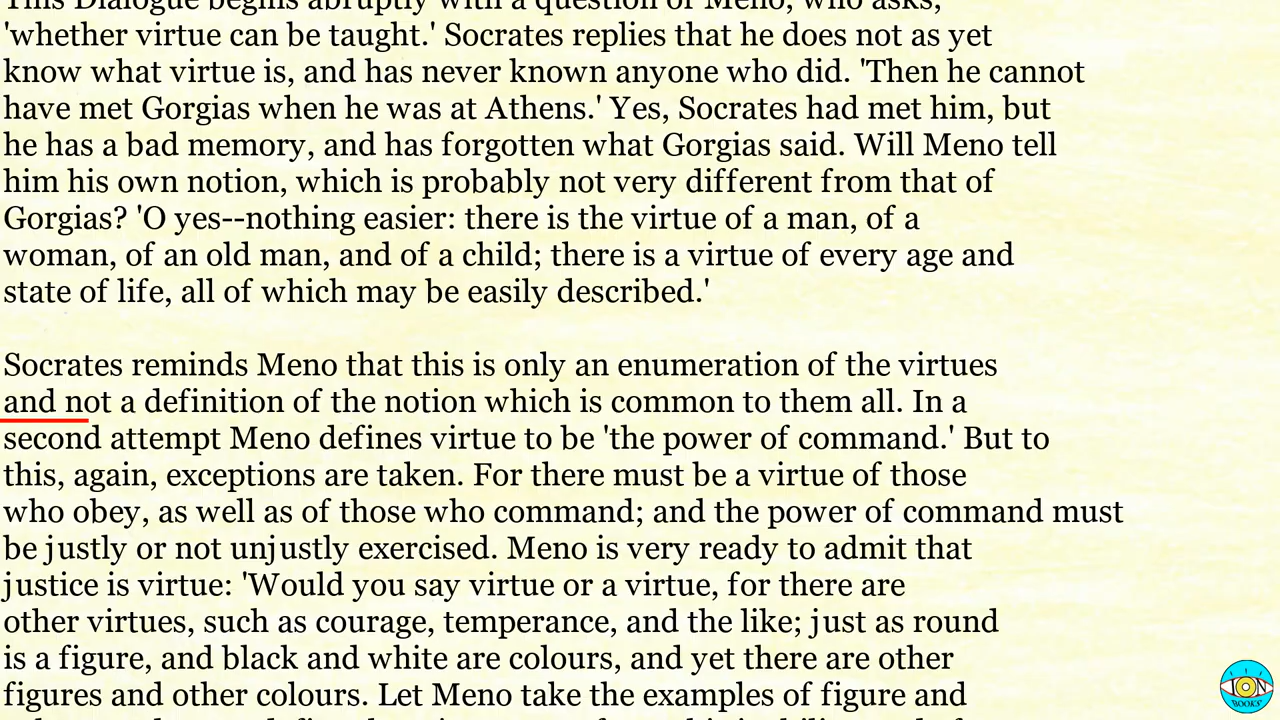 This Dialogue begins abruptly with a question of Meno, who asks,
'whether virtue can be taught.' Socrates replies that he does not as yet
know what virtue is, and has never known anyone who did. 'Then he cannot
have met Gorgias when he was at Athens.' Yes, Socrates had met him, but
he has a bad memory, and has forgotten what Gorgias said. Will Meno tell
him his own notion, which is probably not very different from that of
Gorgias? 'O yes--nothing easier: there is the virtue of a man, of a
woman, of an old man, and of a child; there is a virtue of every age and
state of life, all of which may be easily described.'
Socrates reminds Meno that this is only an enumeration of the virtues
and not a definition of the notion which is common to them all. In a
second attempt Meno defines virtue to be 'the power of command.' But to
this, again, exceptions are taken. For there must be a virtue of those
who obey, as well as of those who command; and the power of command must
be justly or not unjustly exercised. Meno is very ready to admit that
justice is virtue: 'Would you say virtue or a virtue, for there are
other virtues, such as courage, temperance, and the like; just as round
is a figure, and black and white are colours, and yet there are other
figures and other colours. Let Meno take the examples of figure and
ION
BOOKS